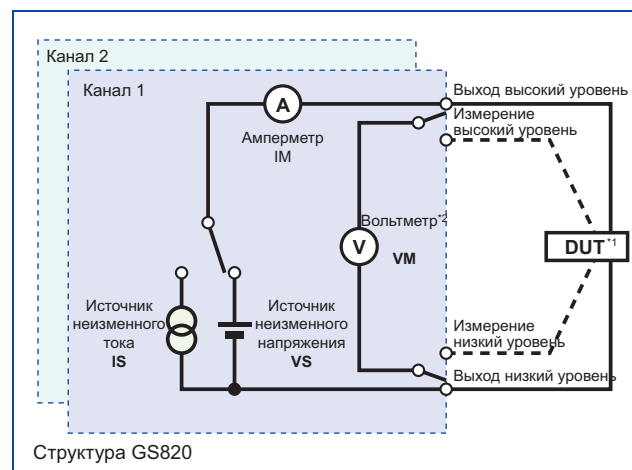 Канал 2
Канал 1
A
Амперметр
IM
Выход высокий уровень
Измерение
высокий уровень
Вольтметр*2
V
VM
DUT*1
Источник
неизменного
тока
IS
Источник
неизменного
напряжения
VS
Измерение
низкий уровень
Выход низкий уровень
Структура GS820